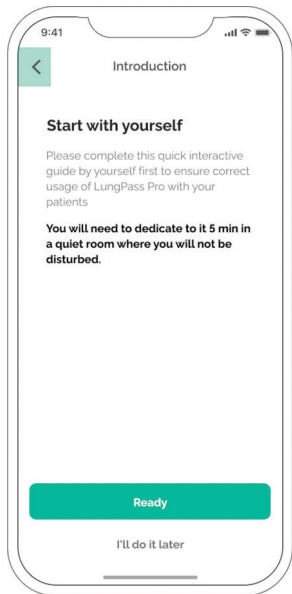 9:41
Introduction
Start with yourself
Please complete this quick interactive
guide by yourself first to ensure correct
usage of LungPass Pro with your
patients
You will need to dedicate to it 5 min in
a quiet room where you will not be
disturbed.
Ready
I'll do it later